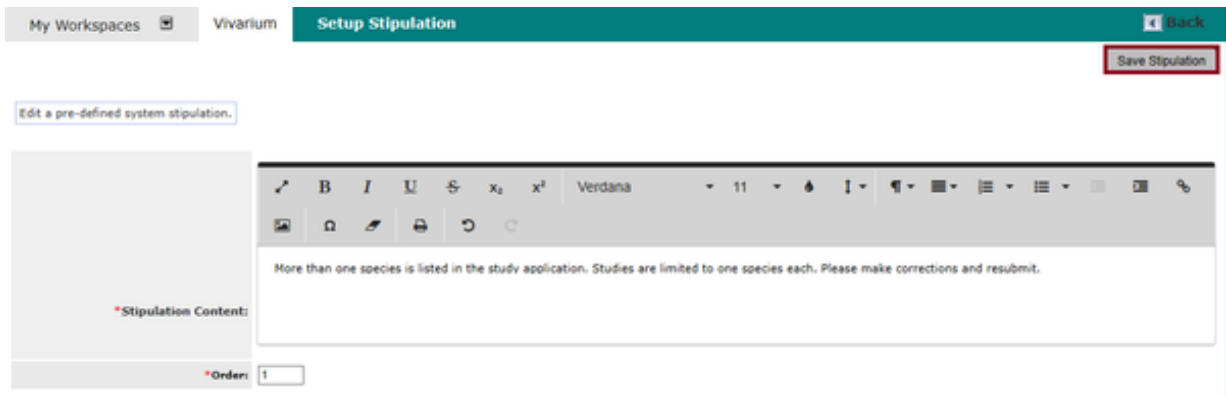 My Workspaces Vivarium Setup Stipulation Back
Save Stipulation
Edit a pre-defined system stipulation.
B I U S x₂ x² Verdana 11 ¶
Ω
More than one species is listed in the study application. Studies are limited to one species each. Please make corrections and resubmit.
*Stipulation Content:
*Order: 1